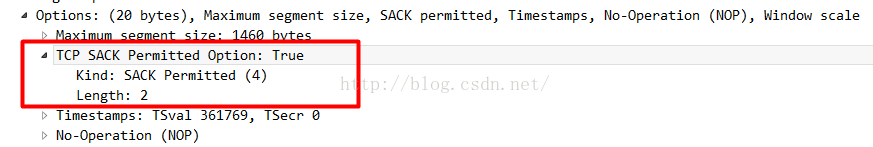 Options: (20 bytes), Maximum segment size, SACK permitted, Timestamps, No-Operation (NOP), Window scale
Maximum segment size: 1460 bytes
TCP SACK Permitted Option: True
Kind: SACK Permitted (4)
http://blog.csdn.net/
Length: 2
Timestamps: TSval 361769, TSecr 0
No-Operation (NOP)